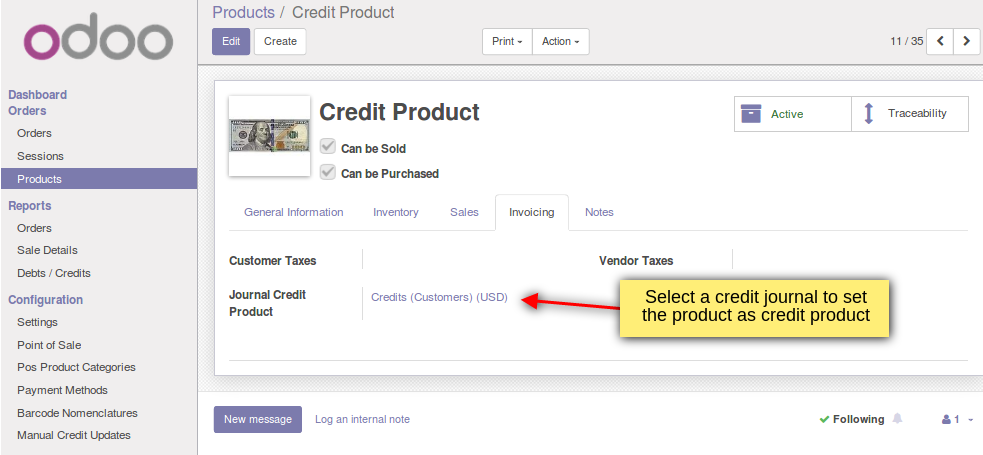 odoo
Dashboard
Orders
Orders
Sessions
Products
Reports
Orders
Sale Details
Debts / Credits
Configuration
Settings
Point of Sale
Pos Product Categories
Payment Methods
Barcode Nomenclatures
Manual Credit Updates
Products / Credit Product
Edit Create Print Action 11 / 35
Credit Product
Active Traceability
Can be Sold
Can be Purchased
General Information Inventory Sales Invoicing Notes
Customer Taxes Vendor Taxes
Journal Credit
Product
Credits (Customers) (USD)
Select a credit journal to set
the product as credit product
New message Log an internal note Following 1